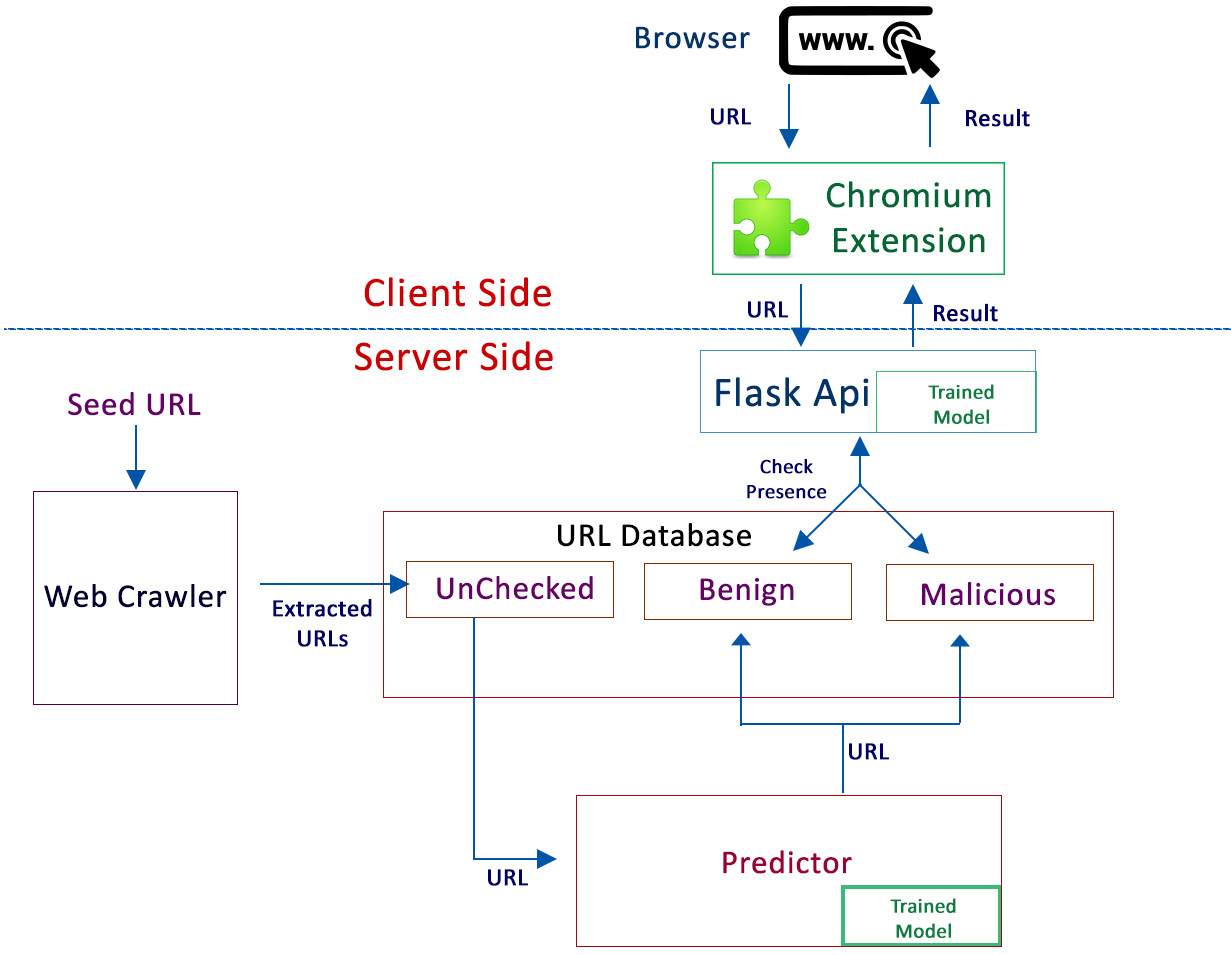 Browser
www.
URL
Result
Chromium
Extension
Client Side
URL
Result
Server Side
Flask Api
Trained
Model
Seed URL
Check
Presence
URL Database
Web Crawler
Extracted
URLs
UnChecked
Benign
Malicious
URL
URL
Predictor
Trained
Model